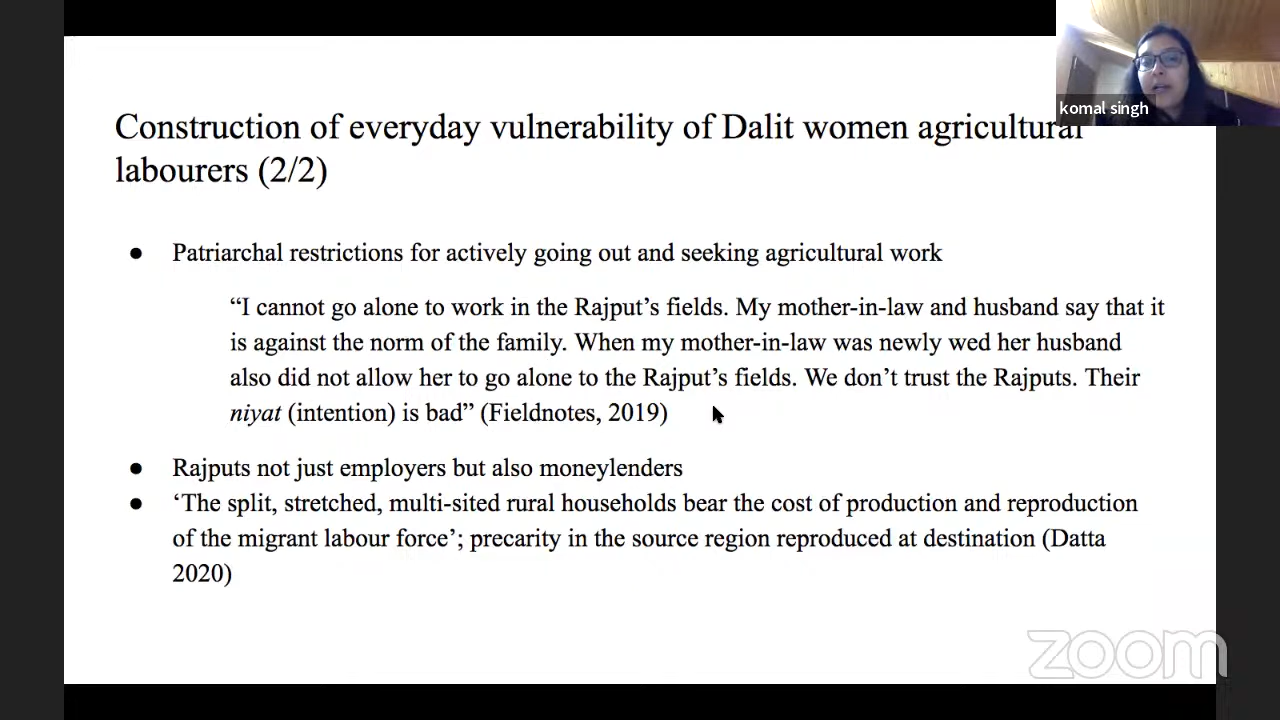 komal singh
Construction of everyday vulnerability of Dalit women agricultural
labourers (2/2)
● Patriarchal restrictions for actively going out and seeking agricultural work
“I cannot go alone to work in the Rajput’s fields. My mother-in-law and husband say that it
is against the norm of the family. When my mother-in-law was newly wed her husband
also did not allow her to go alone to the Rajput’s fields. We don’t trust the Rajputs. Their
niyat (intention) is bad” (Fieldnotes, 2019)
● Rajputs not just employers but also moneylenders
● ‘The split, stretched, multi-sited rural households bear the cost of production and reproduction
of the migrant labour force’; precarity in the source region reproduced at destination (Datta
2020)
zoom